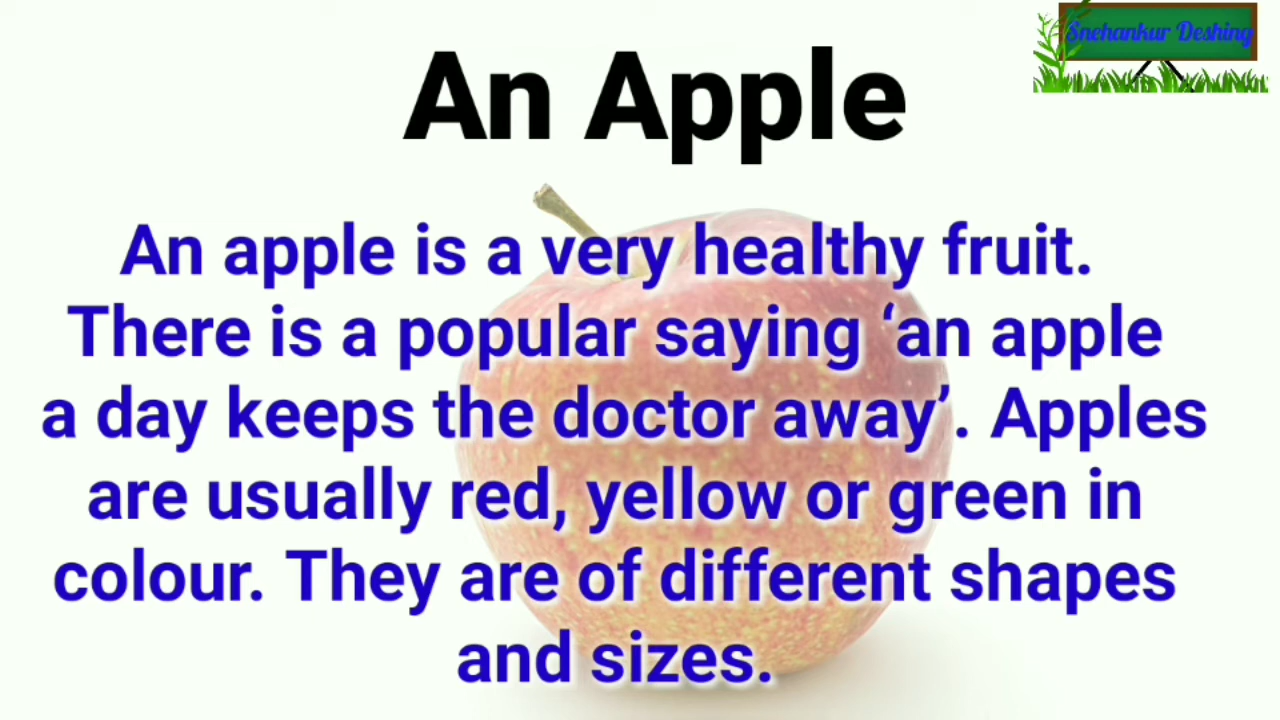 Snehankur Deshing
An Apple
An apple is a very healthy fruit.
There is a popular saying ‘an apple
a day keeps the doctor away’. Apples
are usually red, yellow or green in
colour. They are of different shapes
and sizes.